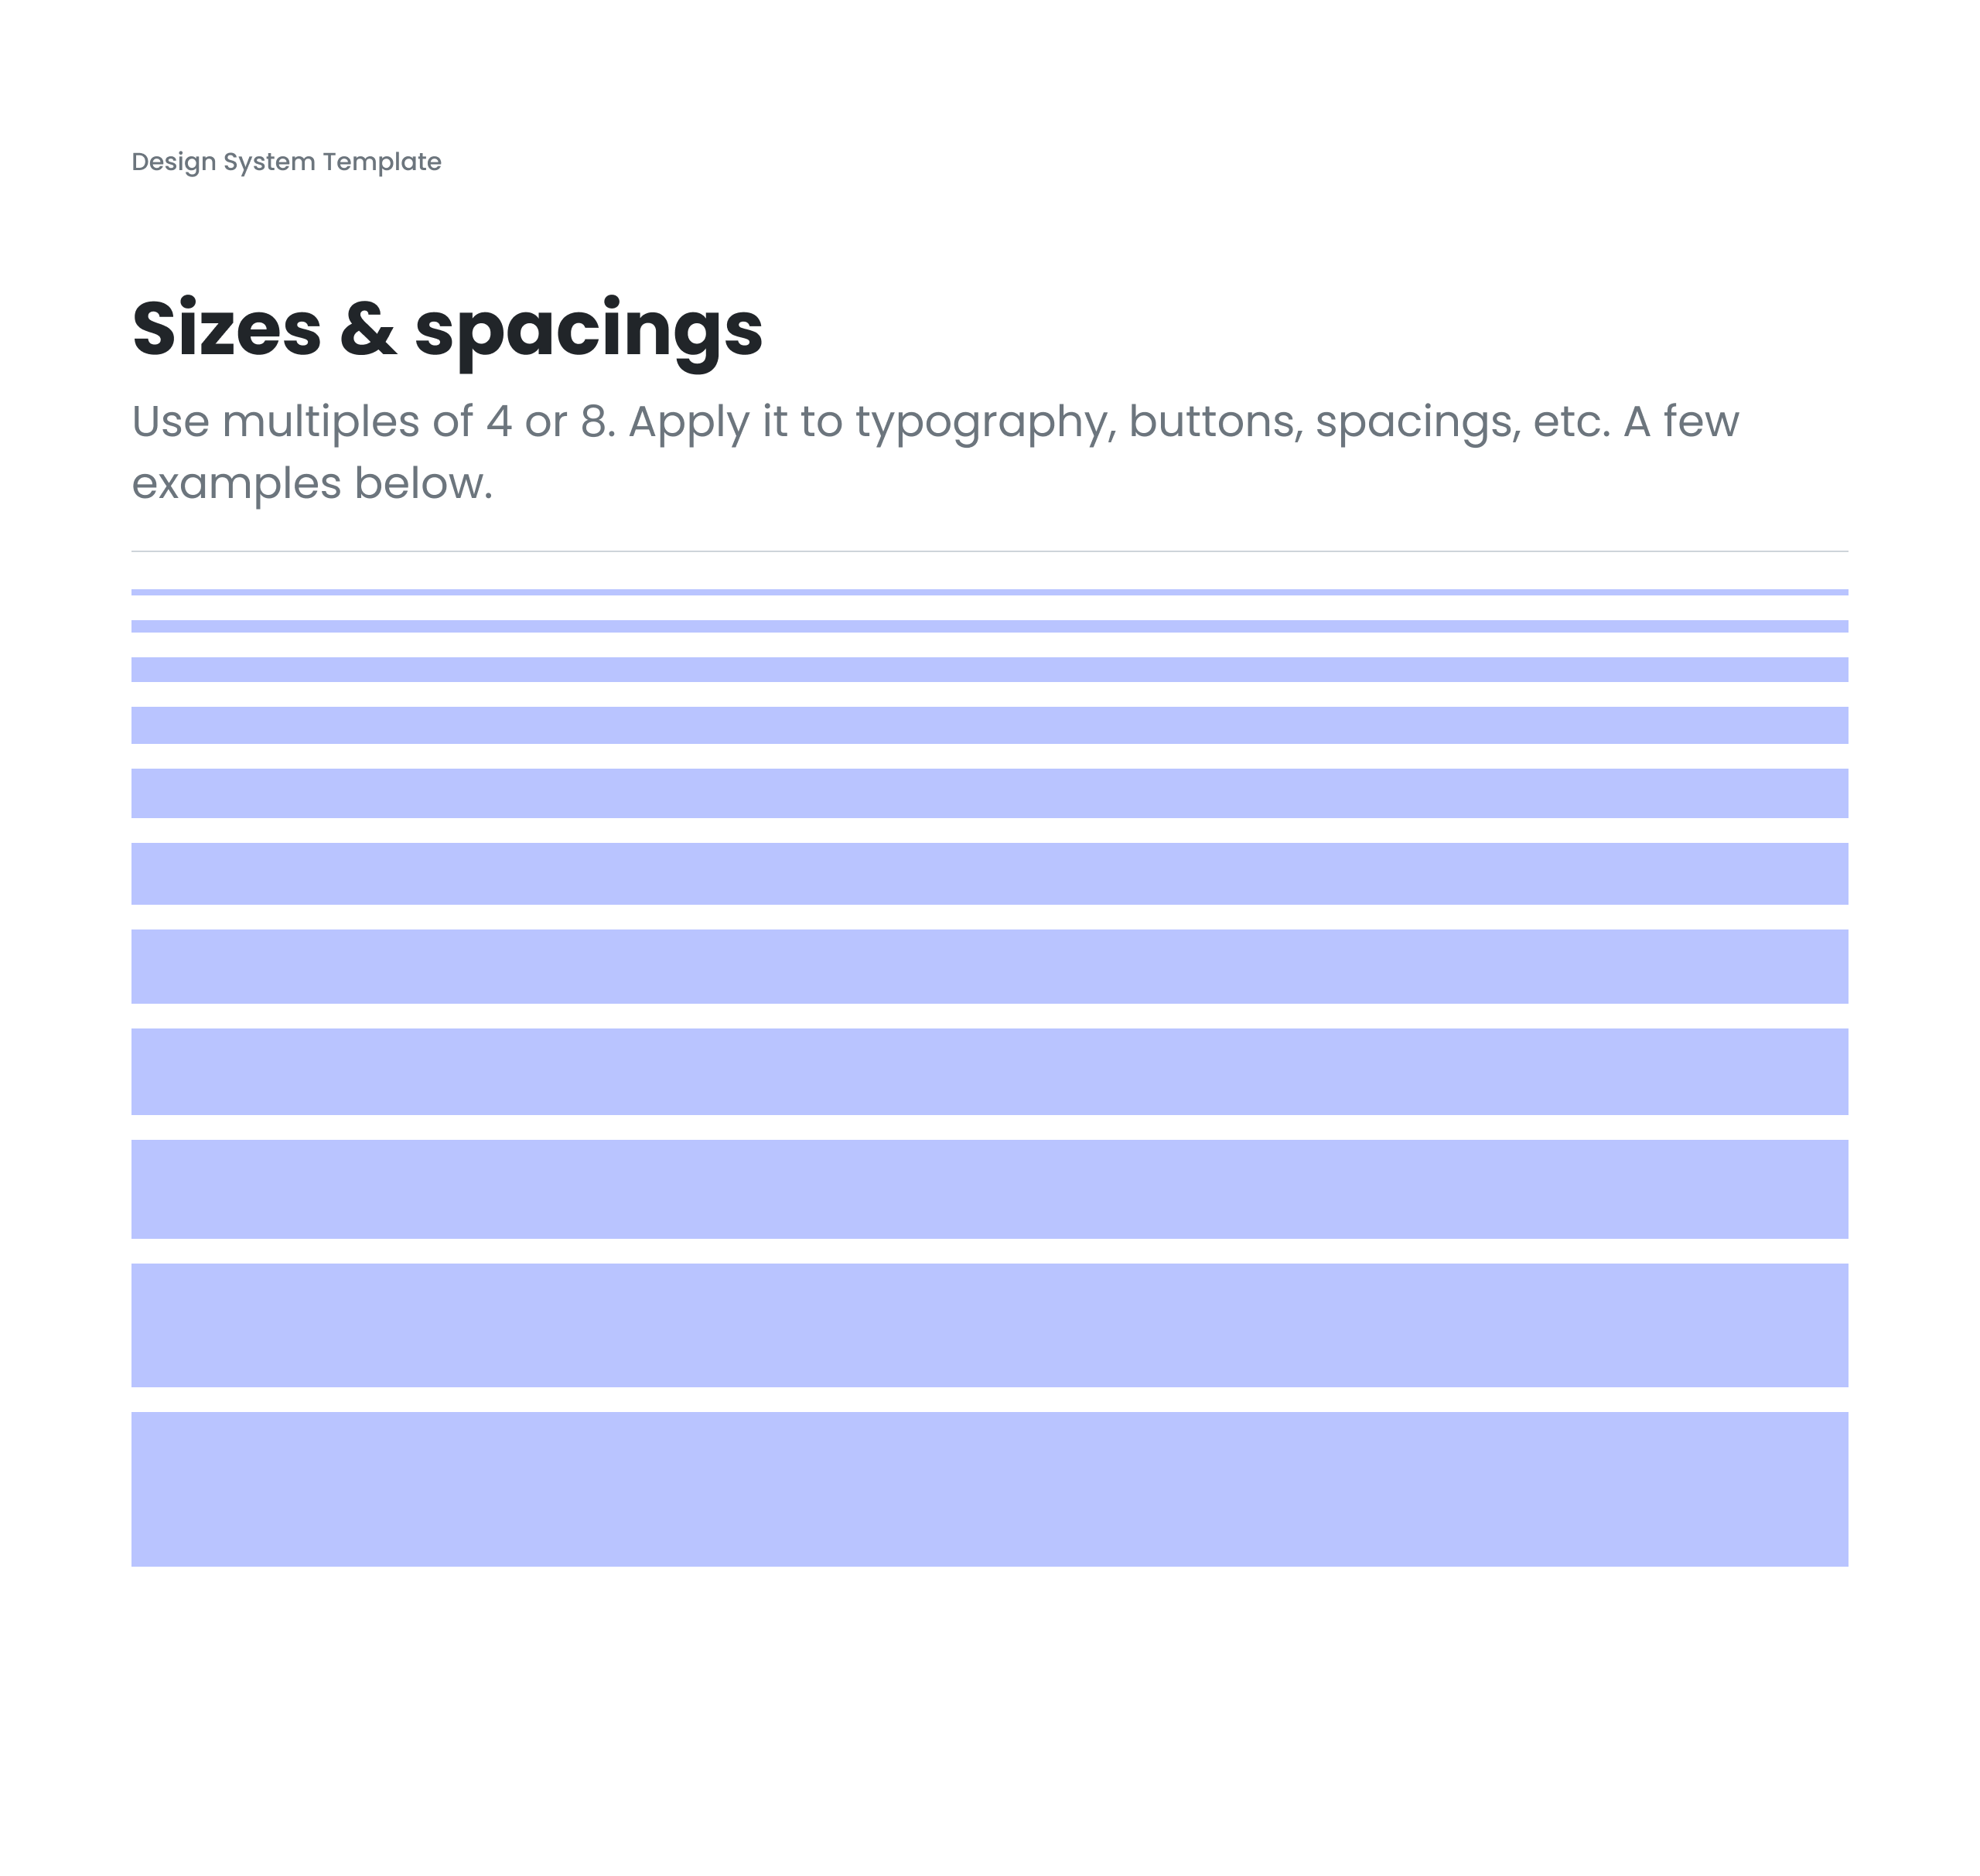 Design System Template
Sizes & spacings
Use multiples of 4 or 8. Apply it to typography, buttons, spacings, etc. A few
examples below.